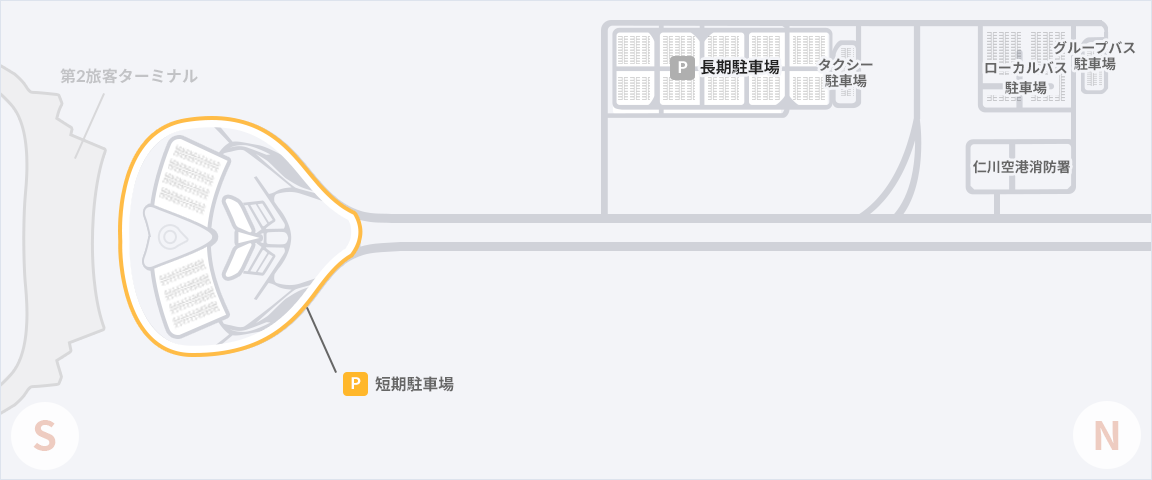 第2旅客ターミナル
P 長期駐車場
タクシー
駐車場
ローカルバス
駐車場
グループバス
駐車場
仁川空港消防署
P 短期駐車場
S
N